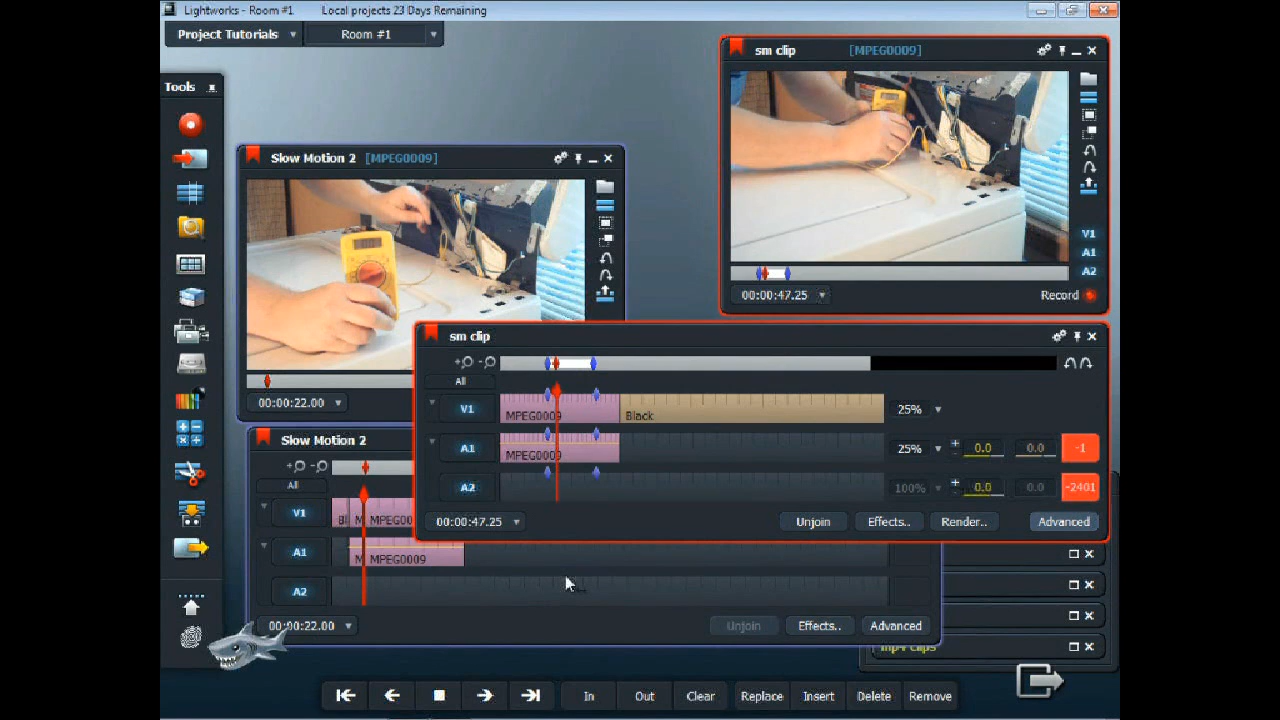 Lightworks - Room #1 Local projects 23 Days Remaining
Project Tutorials Room #1
sm clip [MPEG0009]
Tools
Slow Motion 2 [MPEG0009]
V1
A1
A2
00:00:47.25 Record
sm clip
All
00:00:22.00
V1 MPEG0009 Black 25%
Slow Motion 2
A1 MPEG0009 25% 0.0 0.0 -1
All
A2 100% 0.0 0.0 -2401
V1 M MPEG00
00:00:47.25 Unjoin Effects.. Render.. Advanced
A1 M MPEG0009
A2
00:00:22.00 Unjoin Effects.. Advanced
mp4 clips
In Out Clear Replace Insert Delete Remove